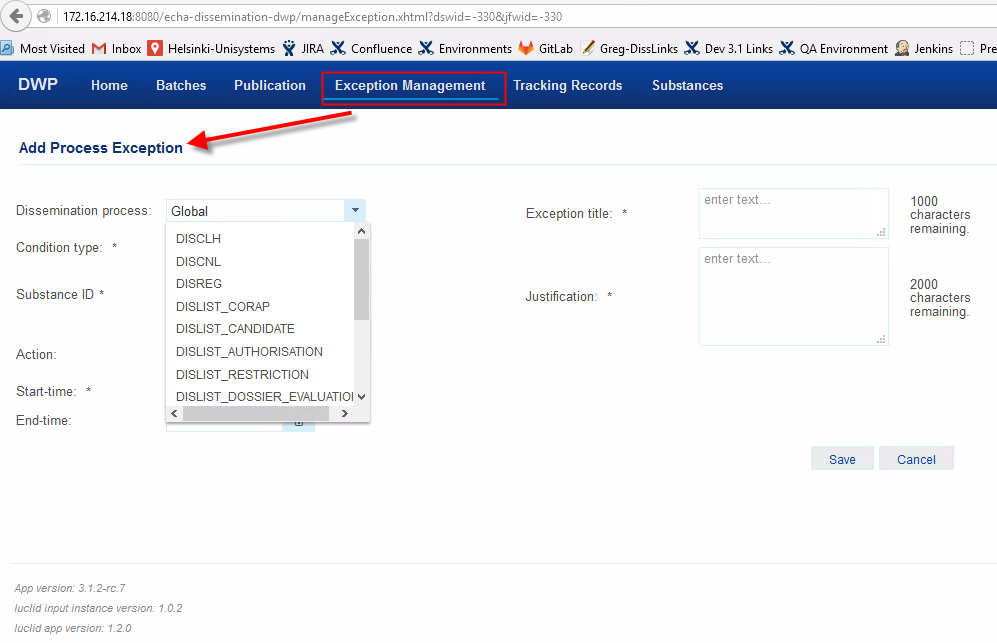 172.16.214.18:8080/echa-dissemination-dwp/manageException.xhtml?dswid=-330&jfwid=-330
Most Visited Inbox Helsinki-Unisystems JIRA Confluence Environments GitLab Greg-DissLinks Dev 3.1 Links QA Environment Jenkins Pre
DWP Home Batches Publication Exception Management Tracking Records Substances
Add Process Exception
Dissemination process: Global
DISCLH
DISCNL
DISREG
DISLIST_CORAP
DISLIST_CANDIDATE
DISLIST_AUTHORISATION
DISLIST_RESTRICTION
DISLIST_DOSSIER_EVALUATION
Condition type: *
Substance ID *
Action:
Start-time: *
End-time:
Exception title: * enter text...
1000
characters
remaining.
Justification: * enter text...
2000
characters
remaining.
Save Cancel
App version: 3.1.2-rc.7
Iuclid input instance version: 1.0.2
Iuclid app version: 1.2.0